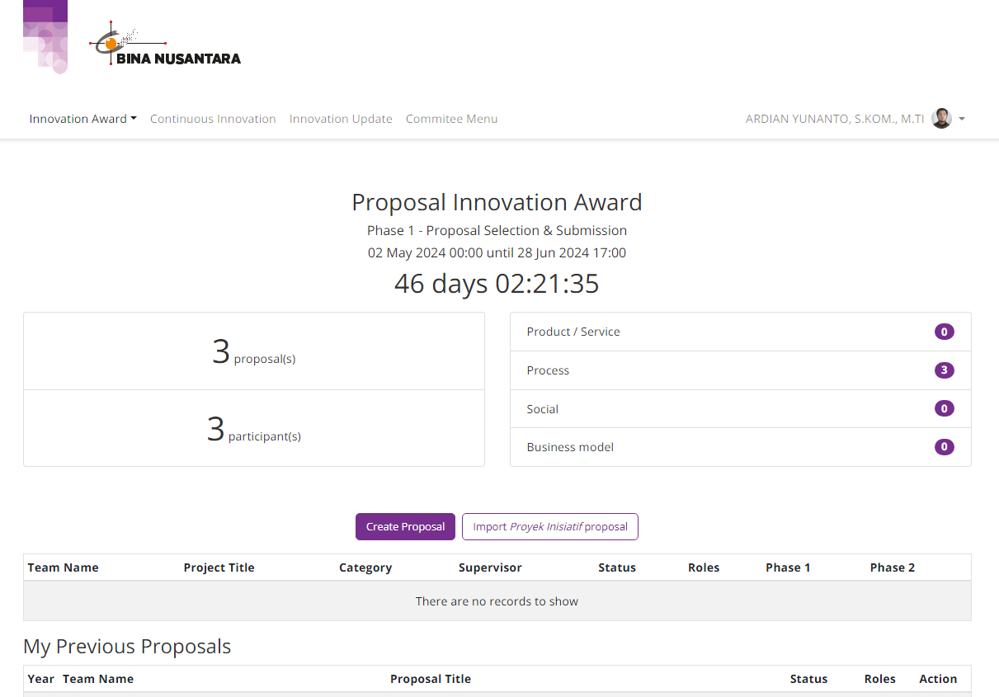 BINA NUSANTARA
Innovation Award Continuous Innovation Innovation Update Commitee Menu ARDIAN YUNANTO, S.KOM., M.TI
Proposal Innovation Award
Phase 1 - Proposal Selection & Submission
02 May 2024 00:00 until 28 Jun 2024 17:00
46 days 02:21:35
3 proposal(s)
3 participant(s)
Product / Service 0
Process 3
Social 0
Business model 0
Create Proposal Import Proyek Inisiatif proposal
Team Name Project Title Category Supervisor Status Roles Phase 1 Phase 2
There are no records to show
My Previous Proposals
Year Team Name Proposal Title Status Roles Action